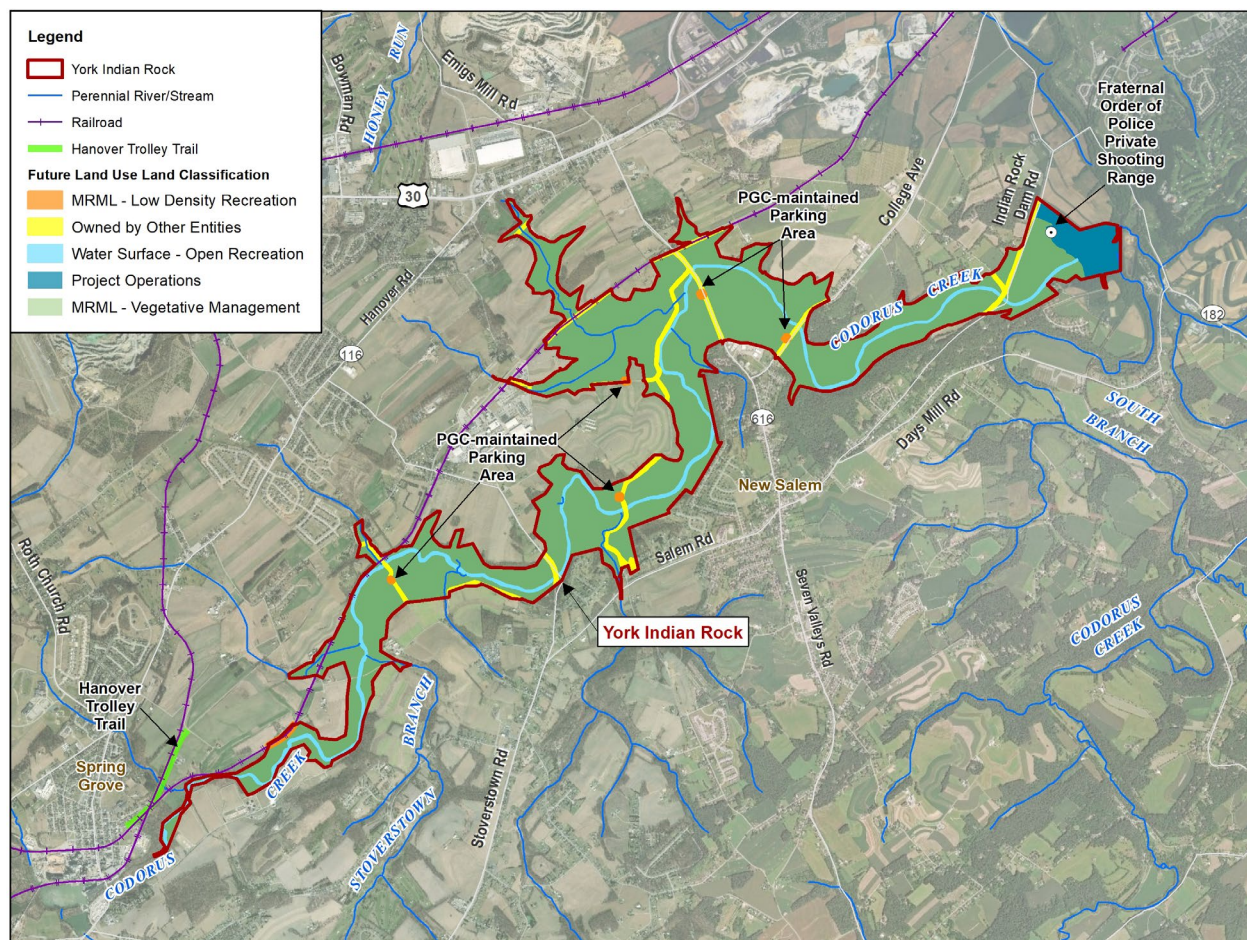 Legend
York Indian Rock
Perennial River/Stream
Railroad
Hanover Trolley Trail
Future Land Use Land Classification
MRML - Low Density Recreation
Owned by Other Entities
Water Surface - Open Recreation
Project Operations
MRML - Vegetative Management
Bowman Rd
HONEY RUN
Emigs Mill Rd
30
Hanover Rd
116
PGC-maintained
Parking
Area
College Ave
Indian Rock
Dam Rd
Fraternal
Order of
Police
Private
Shooting
Range
CODORUS CREEK
182
616
Days Mill Rd
SOUTH
BRANCH
PGC-maintained
Parking
Area
New Salem
Salem Rd
Seven Valleys Rd
CODORUS
CREEK
Roth Church Rd
York Indian Rock
Hanover
Trolley
Trail
Spring
Grove
CODORUS
CREEK
BRANCH
STOVERSTOWN
Stoverstown Rd